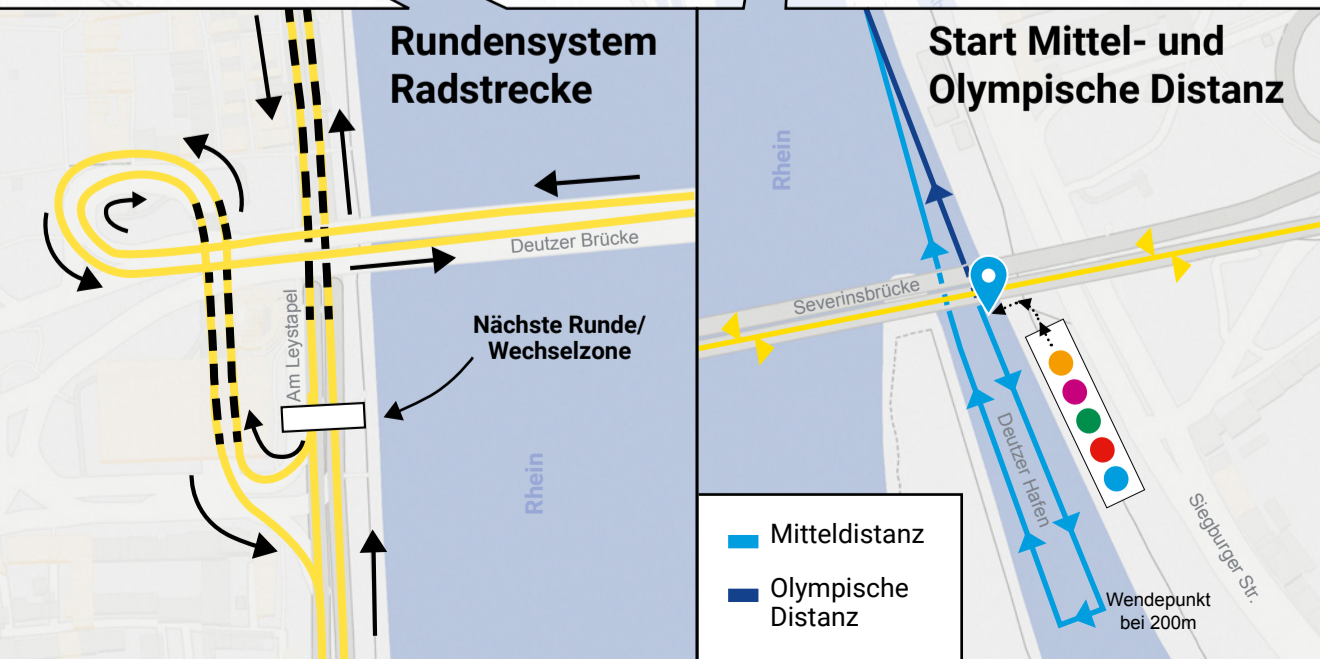 Rundensystem
Radstrecke
Deutzer Brücke
Am Leystapel
Nächste Runde/
Wechselzone
Rhein
Start Mittel- und
Olympische Distanz
Rhein
Severinsbrücke
Deutzer Hafen
Siegburger Str.
Wendepunkt
bei 200m
Mitteldistanz
Olympische
Distanz